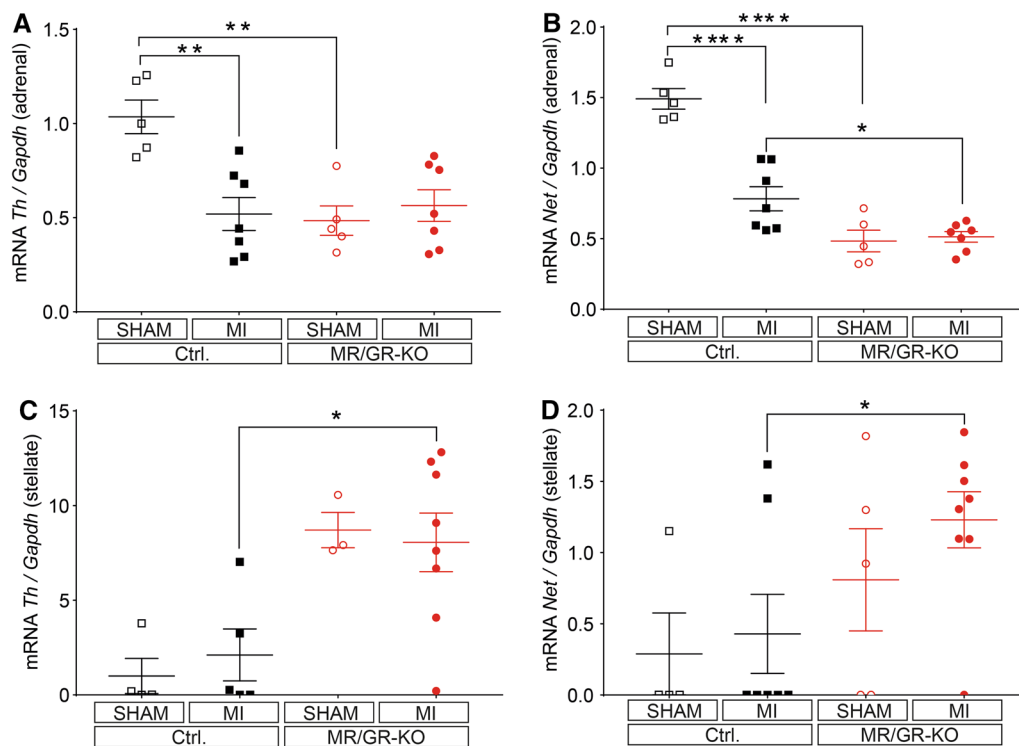 A
mRNA Th / Gapdh (adrenal)
1.5
1.0
0.5
0.0
**
**
SHAM MI SHAM MI
Ctrl. MR/GR-KO
B
mRNA Net / Gapdh (adrenal)
2.0
1.5
1.0
0.5
0.0
****
****
*
SHAM MI SHAM MI
Ctrl. MR/GR-KO
C
mRNA Th / Gapdh (stellate)
15
10
5
0
*
SHAM MI SHAM MI
Ctrl. MR/GR-KO
D
mRNA Net / Gapdh (stellate)
2.0
1.5
1.0
0.5
0.0
*
SHAM MI SHAM MI
Ctrl. MR/GR-KO